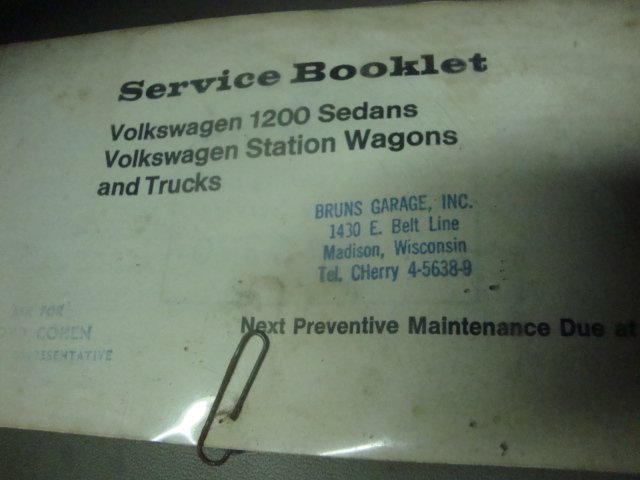 Service Booklet
Volkswagen 1200 Sedans
Volkswagen Station Wagons
and Trucks
BRUNS GARAGE, INC.
1430 E. Belt Line
Madison, Wisconsin
Tel. CHerry 4-5638-9
FOR
COHEN
Next Preventive Maintenance Due at